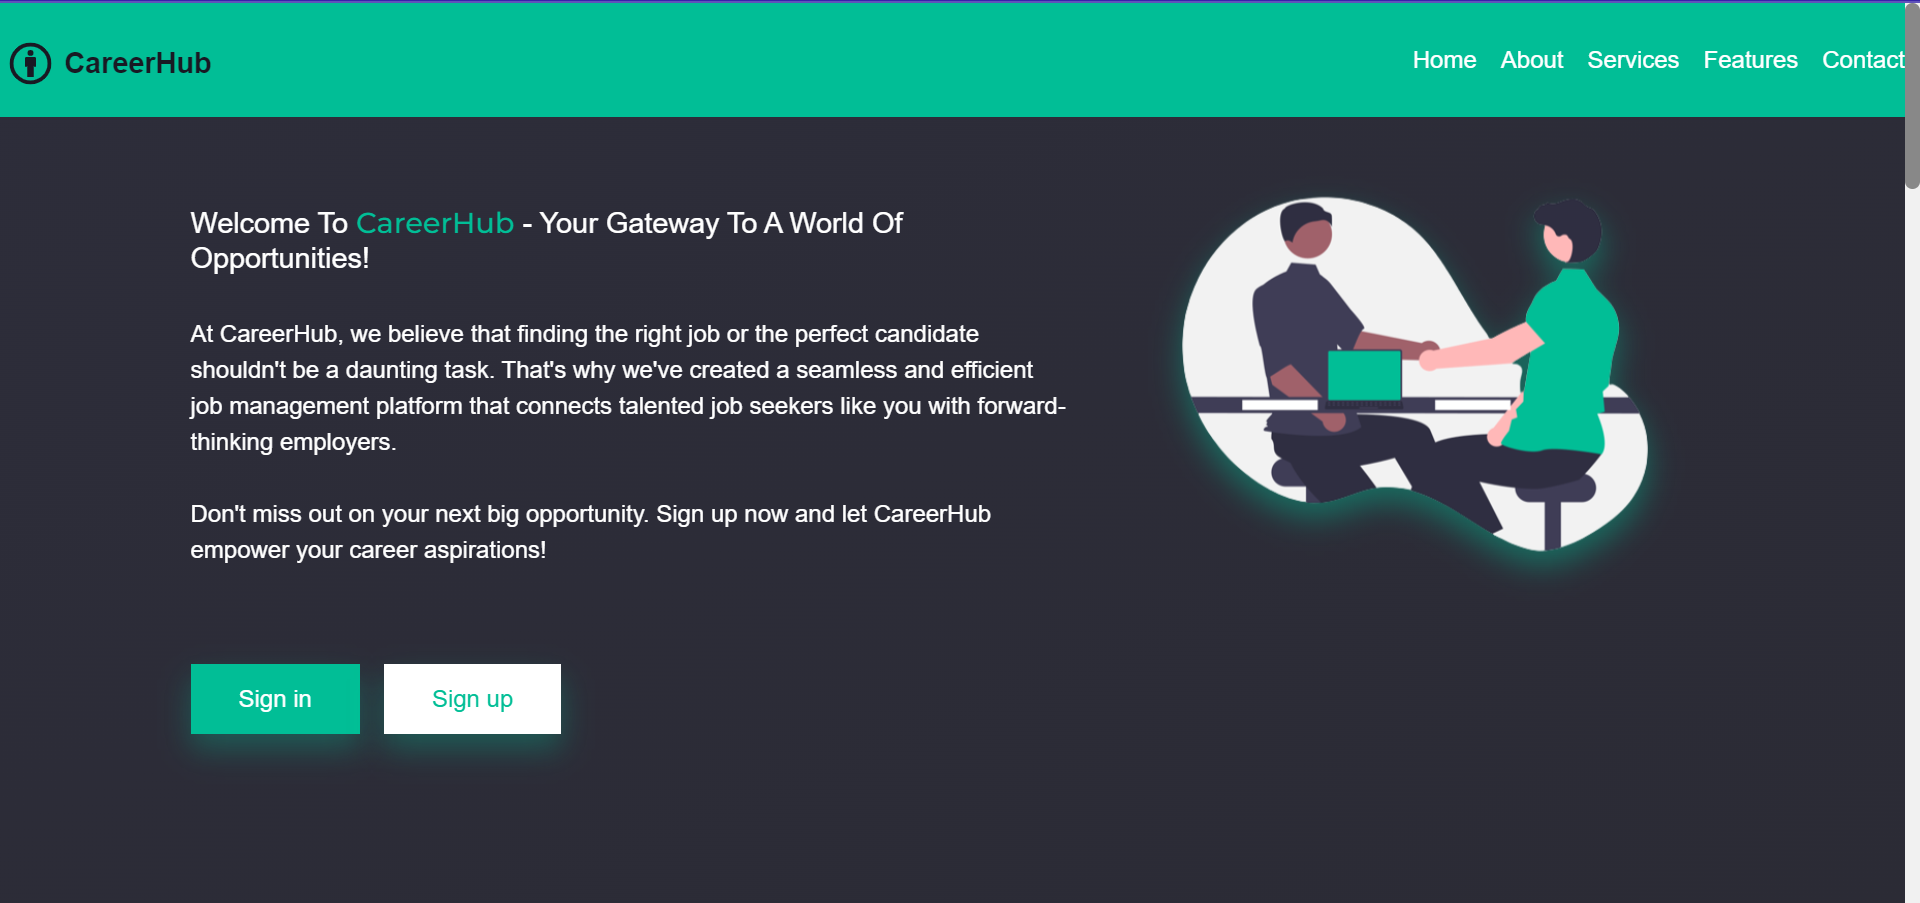 CareerHub
Home About Services Features Contact
Welcome To CareerHub - Your Gateway To A World Of
Opportunities!
At CareerHub, we believe that finding the right job or the perfect candidate
shouldn't be a daunting task. That's why we've created a seamless and efficient
job management platform that connects talented job seekers like you with forward-
thinking employers.
Don't miss out on your next big opportunity. Sign up now and let CareerHub
empower your career aspirations!
Sign in Sign up